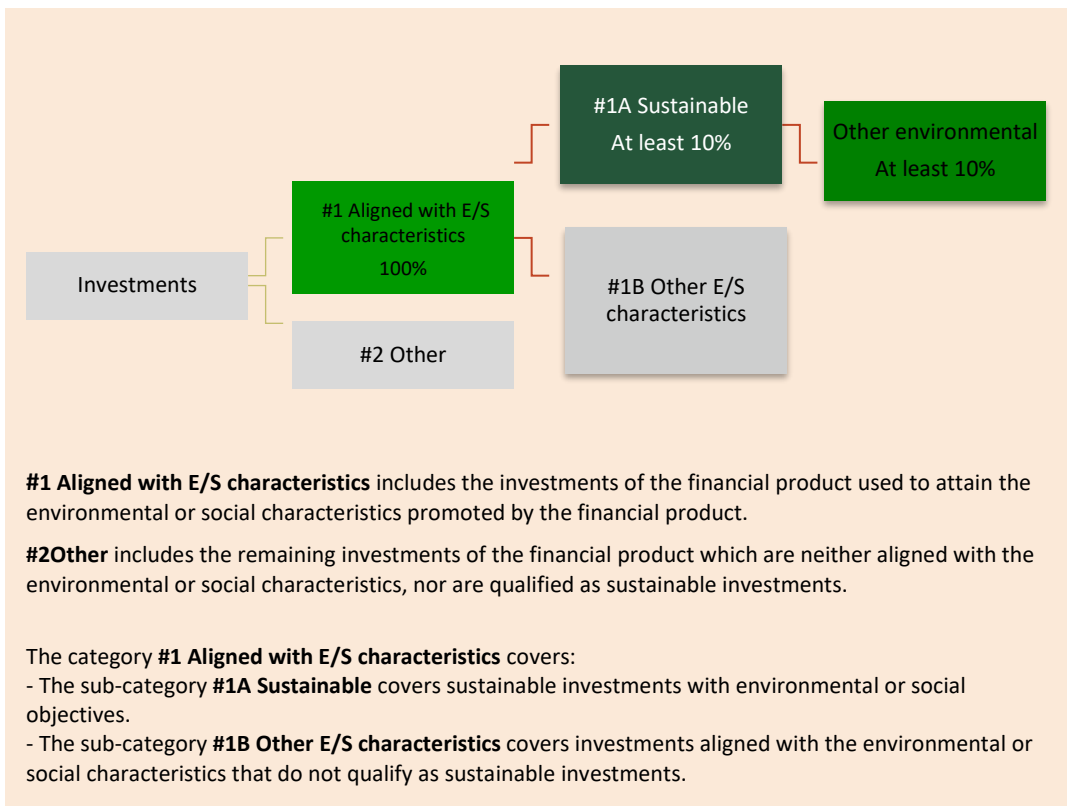 #1A Sustainable
At least 10%
Other environmental
At least 10%
#1 Aligned with E/S
characteristics
100%
Investments
#1B Other E/S
characteristics
#2 Other
#1 Aligned with E/S characteristics includes the investments of the financial product used to attain the
environmental or social characteristics promoted by the financial product.
#2Other includes the remaining investments of the financial product which are neither aligned with the
environmental or social characteristics, nor are qualified as sustainable investments.
The category #1 Aligned with E/S characteristics covers:
- The sub-category #1A Sustainable covers sustainable investments with environmental or social
objectives.
- The sub-category #1B Other E/S characteristics covers investments aligned with the environmental or
social characteristics that do not qualify as sustainable investments.